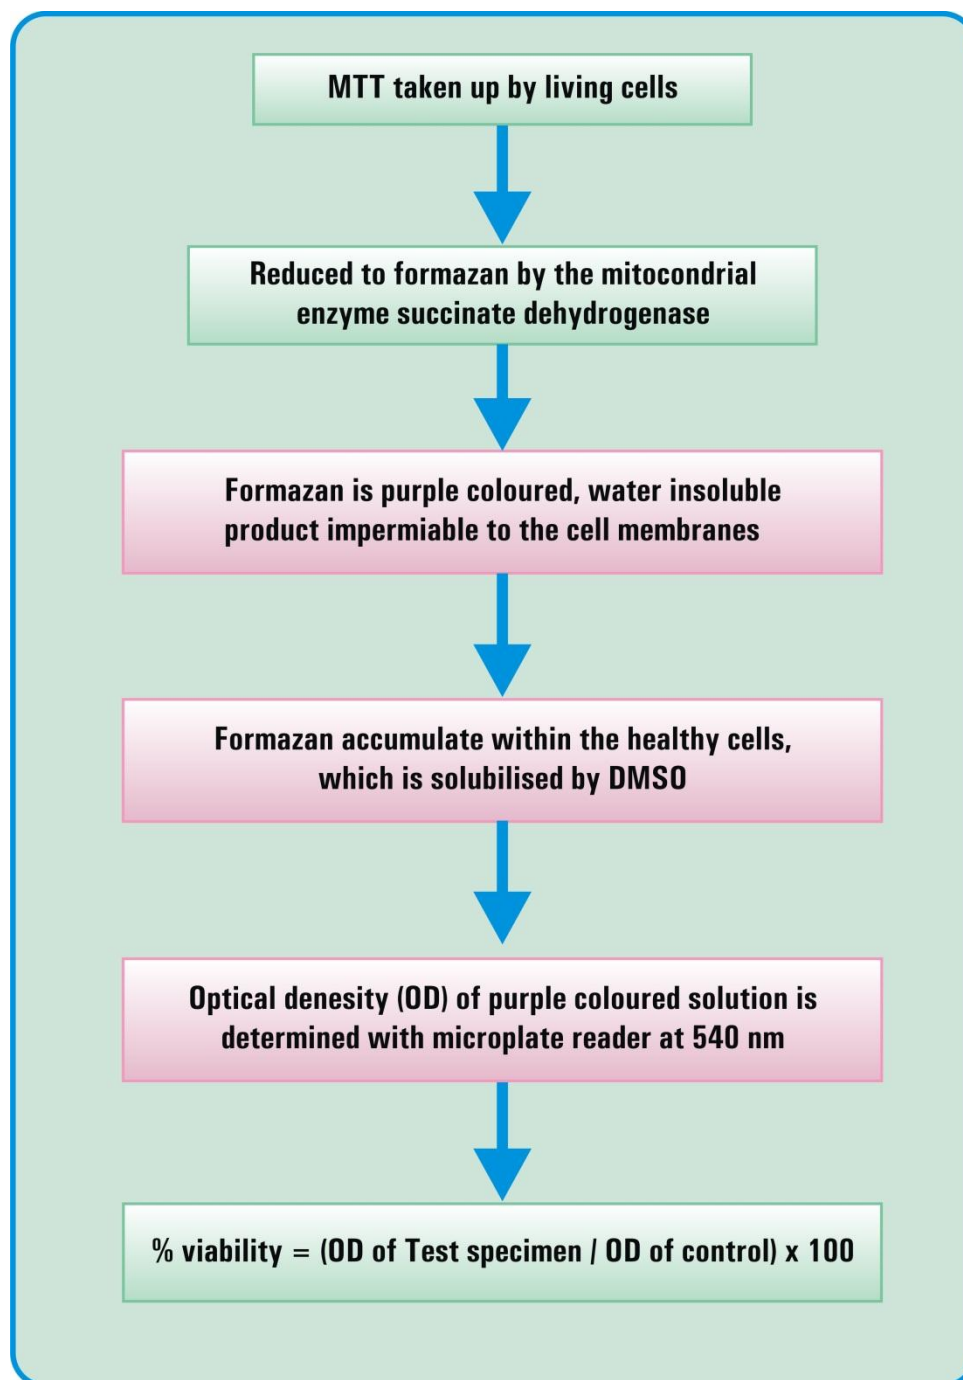 MTT taken up by living cells
Reduced to formazan by the mitocondrial
enzyme succinate dehydrogenase
Formazan is purple coloured, water insoluble
product impermiable to the cell membranes
Formazan accumulate within the healthy cells,
which is solubilised by DMSO
Optical denesity (OD) of purple coloured solution is
determined with microplate reader at 540 nm
% viability = (OD of Test specimen / OD of control) x 100